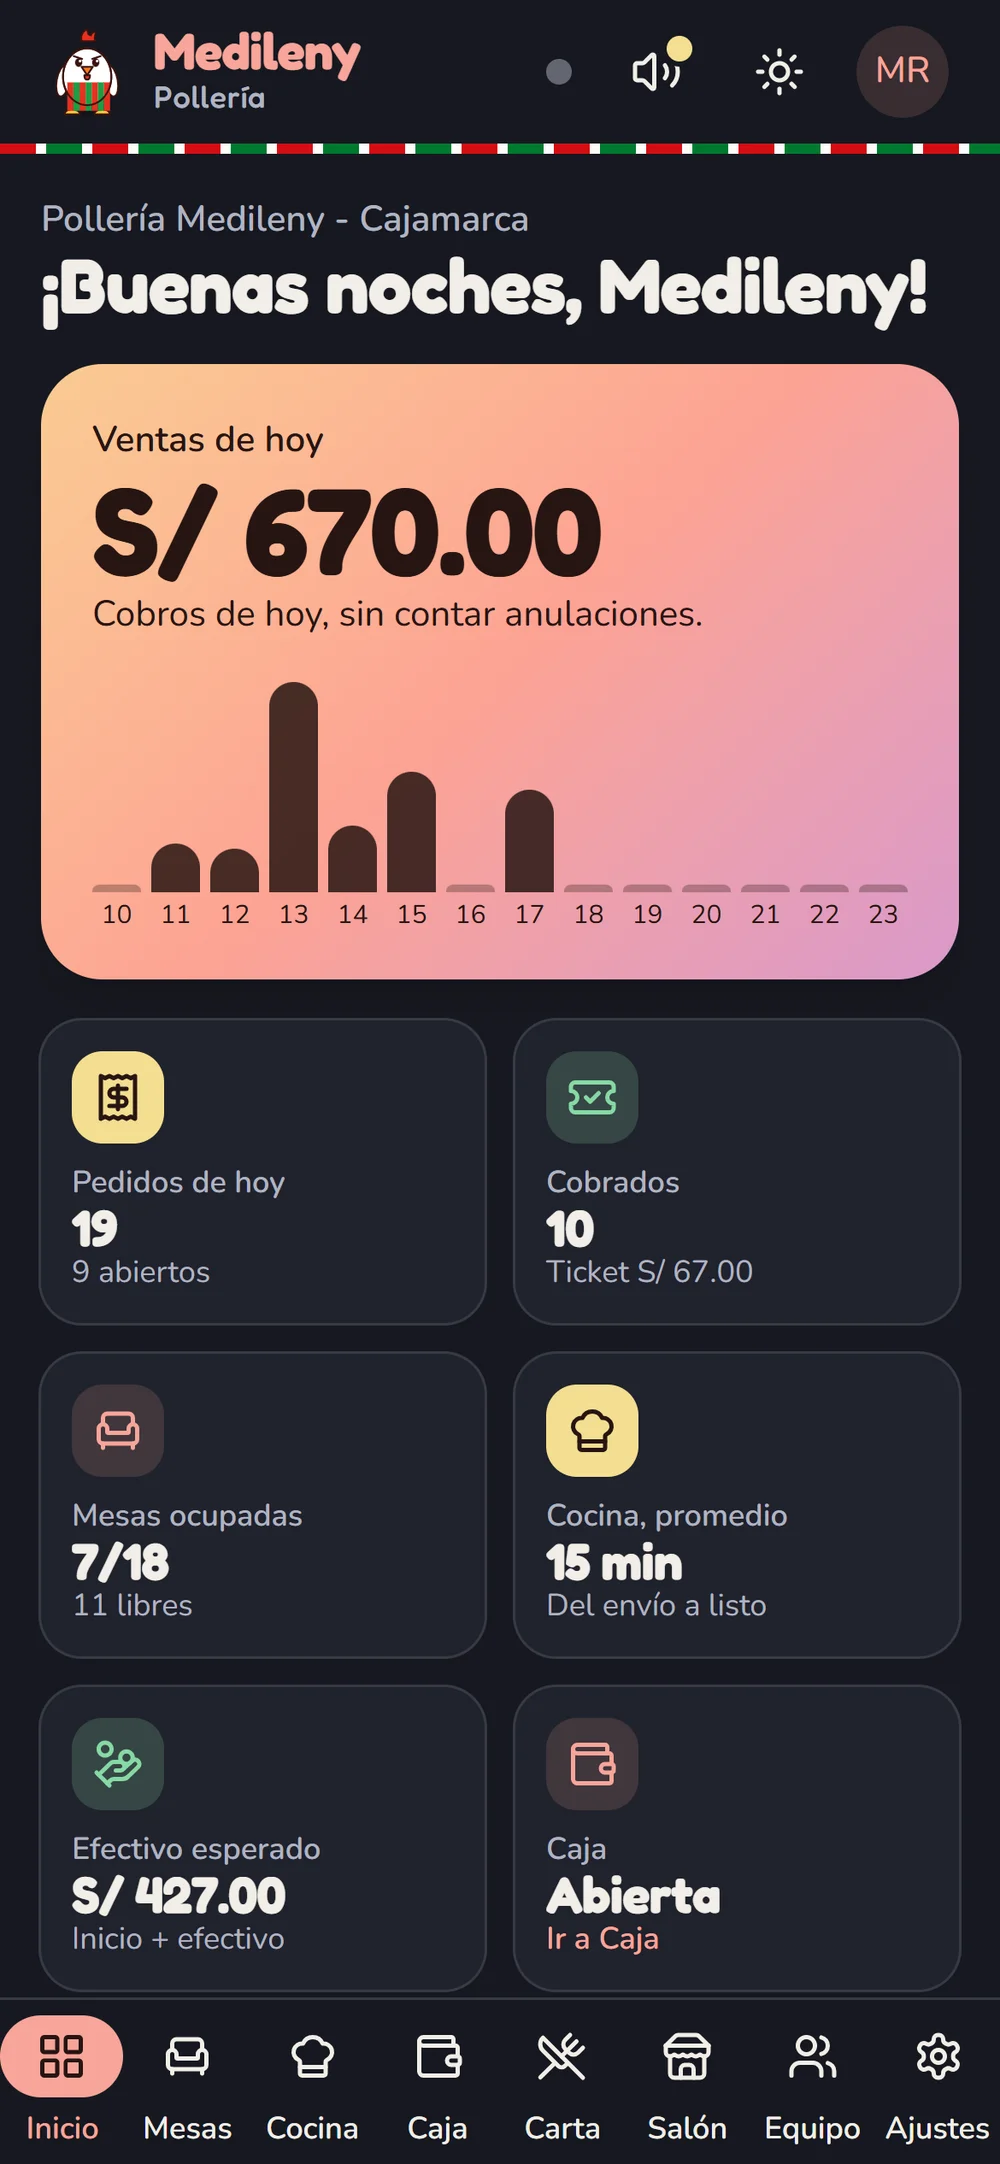 Medileny
Pollería
MR
Pollería Medileny - Cajamarca
¡Buenas noches, Medileny!
Ventas de hoy
S/ 670.00
Cobros de hoy, sin contar anulaciones.
10 11 12 13 14 15 16 17 18 19 20 21 22 23
Pedidos de hoy
19
9 abiertos
Cobrados
10
Ticket S/ 67.00
Mesas ocupadas
7/18
11 libres
Cocina, promedio
15 min
Del envío a listo
Efectivo esperado
S/ 427.00
Inicio + efectivo
Caja
Abierta
Ir a Caja
Inicio Mesas Cocina Caja Carta Salón Equipo Ajustes